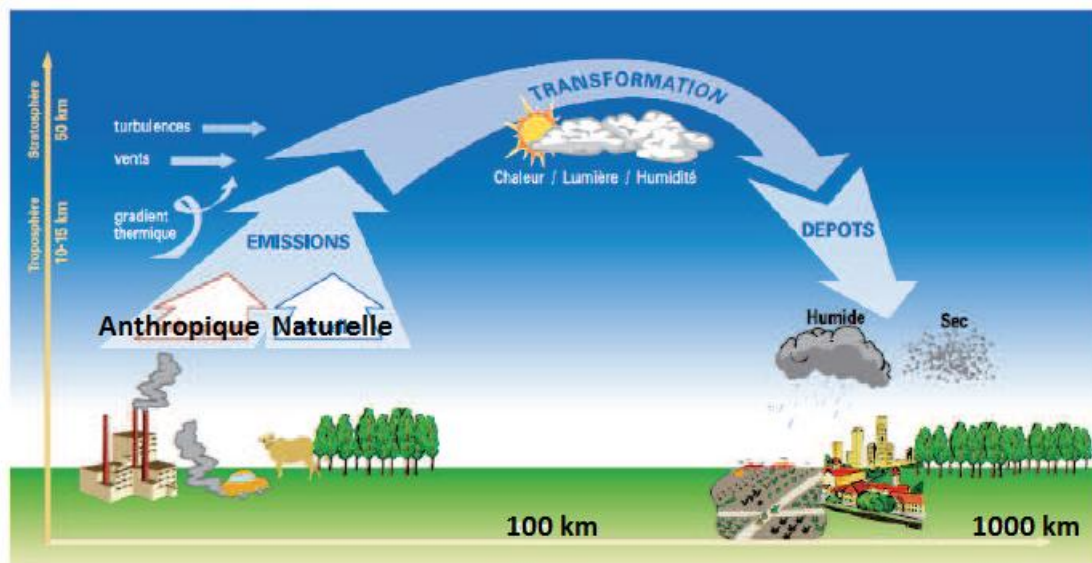 Stratosphère
50 km
Troposphère
10-15 km
turbulences
vents
gradient
thermique
EMISSIONS
Anthropique
Naturelle
TRANSFORMATION
Chaleur / Lumière / Humidité
DEPOTS
Humide
Sec
100 km
1000 km